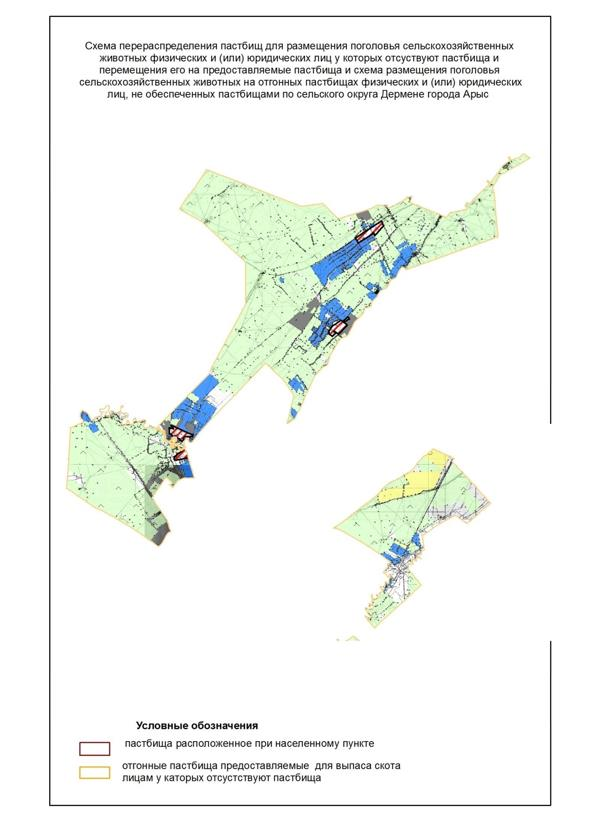 Схема перераспределения пастбищ для размещения поголовья сельскохозяйственных
животных физических и (или) юридических лиц у которых отсуствуют пастбища и
перемещения его на предоставляемые пастбища и схема размещения поголовья
сельскохозяйственных животных на отгонных пастбищах физических и (или) юридических
лиц, не обеспеченных пастбищами по сельского округа Дермене города Арыс
Условные обозначения
пастбища расположенное при населенному пункте
отгонные пастбища предоставляемые для выпаса скота
лицам у каторых отсутствуют пастбища